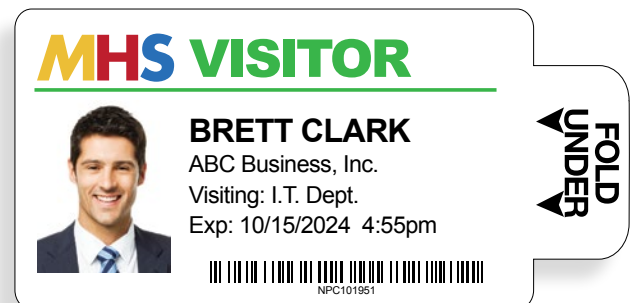 MHS VISITOR
BRETT CLARK
ABC Business, Inc.
Visiting: I.T. Dept.
Exp: 10/15/2024 4:55pm
NPC101951
FOLD
UNDER